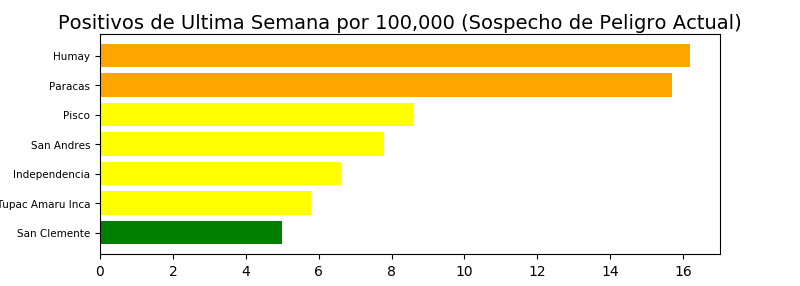 Positivos de Ultima Semana por 100,000 (Sospecho de Peligro Actual)
Humay
Paracas
Pisco
San Andres
Independencia
Tupac Amaru Inca
San Clemente
0 2 4 6 8 10 12 14 16